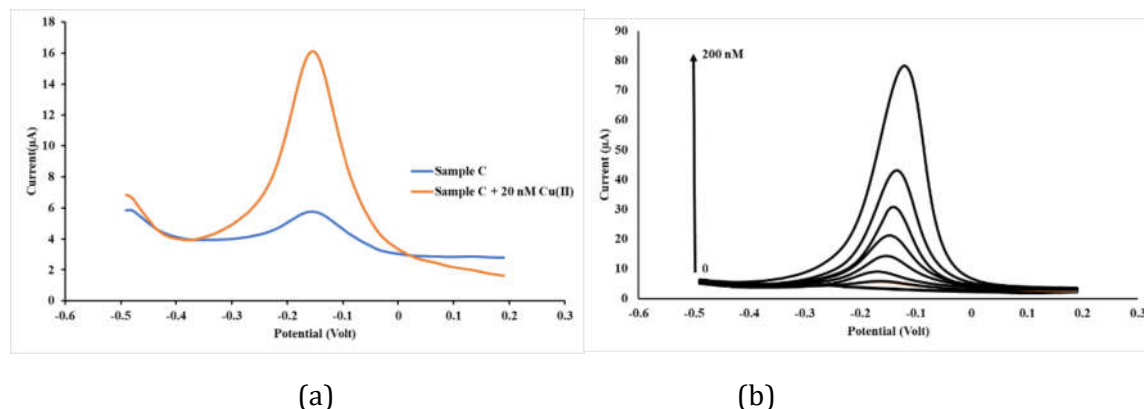 18
16
14
12
10
8
6
4
2
0
Current(μA)
-0.6 -0.5 -0.4 -0.3 -0.2 -0.1 0 0.1 0.2 0.3
Potential (Volt)
Sample C
Sample C + 20 nM Cu(II)
(a)
90
80
70
60
50
40
30
20
10
0
Current (μA)
200 nM
0
-0.6 -0.5 -0.4 -0.3 -0.2 -0.1 0 0.1 0.2 0.3
Potential (Volt)
(b)